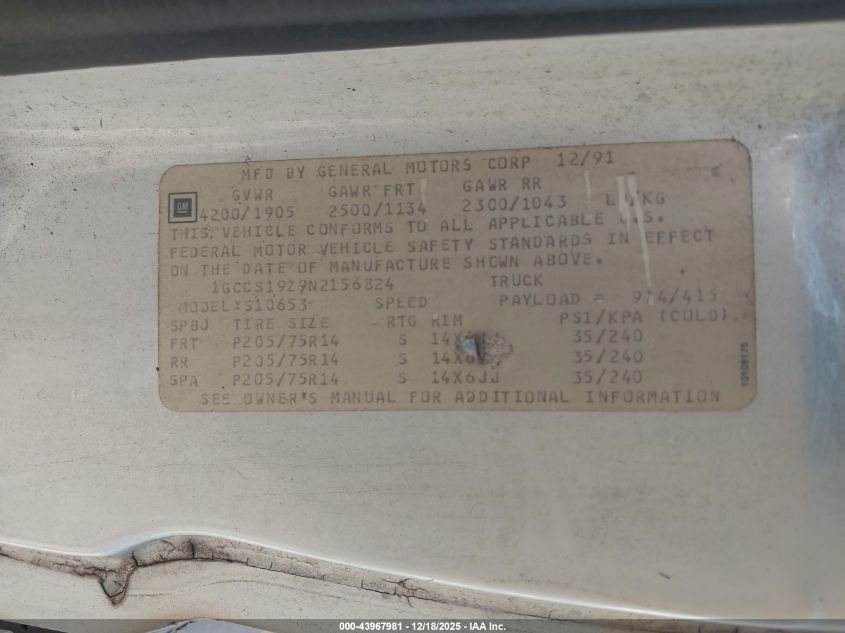 MFD BY GENERAL MOTORS CORP 12/91
GVWR GAWR FRT GAWR RR
GM 4200/1905 2500/1134 2300/1043 LB/KG
THIS VEHICLE CONFORMS TO ALL APPLICABLE U.S.
FEDERAL MOTOR VEHICLE SAFETY STANDARDS IN EFFECT
ON THE DATE OF MANUFACTURE SHOWN ABOVE.
1GCCS19Z9N2156824 TRUCK
MODEL: S10653 SPEED PAYLOAD = /415
SPBJ TIRE SIZE RTG RIM PSI/KPA (COLD)
FRT P205/75R14 S 35/240
RR P205/75R14 S 35/240
SPA P205/75R14 S 14X6JJ 35/240
SEE OWNER'S MANUAL FOR ADDITIONAL INFORMATION
10108175
000-43967981 - 12/18/2025 - IAA Inc.